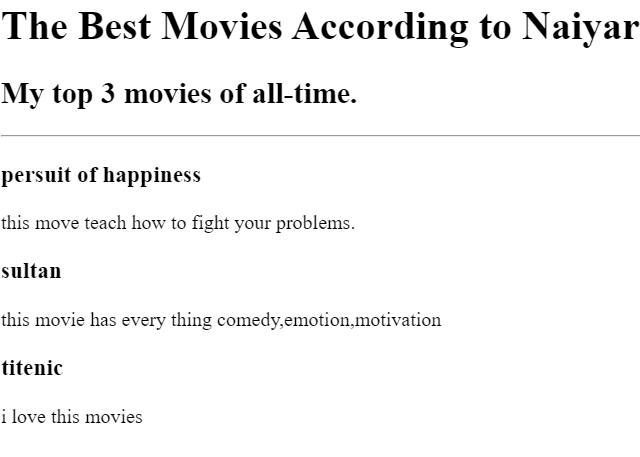 The Best Movies According to Naiyar
My top 3 movies of all-time.
persuit of happiness
this move teach how to fight your problems.
sultan
this movie has every thing comedy,emotion,motivation
titenic
i love this movies